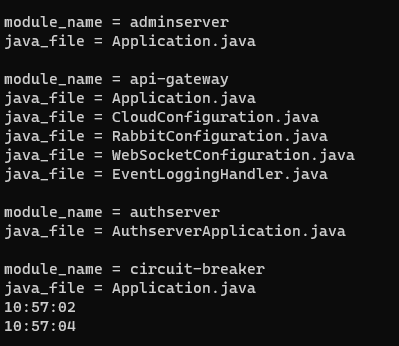 module_name = adminserver
java_file = Application.java
module_name = api-gateway
java_file = Application.java
java_file = CloudConfiguration.java
java_file = RabbitConfiguration.java
java_file = WebSocketConfiguration.java
java_file = EventLoggingHandler.java
module_name = authserver
java_file = AuthserverApplication.java
module_name = circuit-breaker
java_file = Application.java
10:57:02
10:57:04